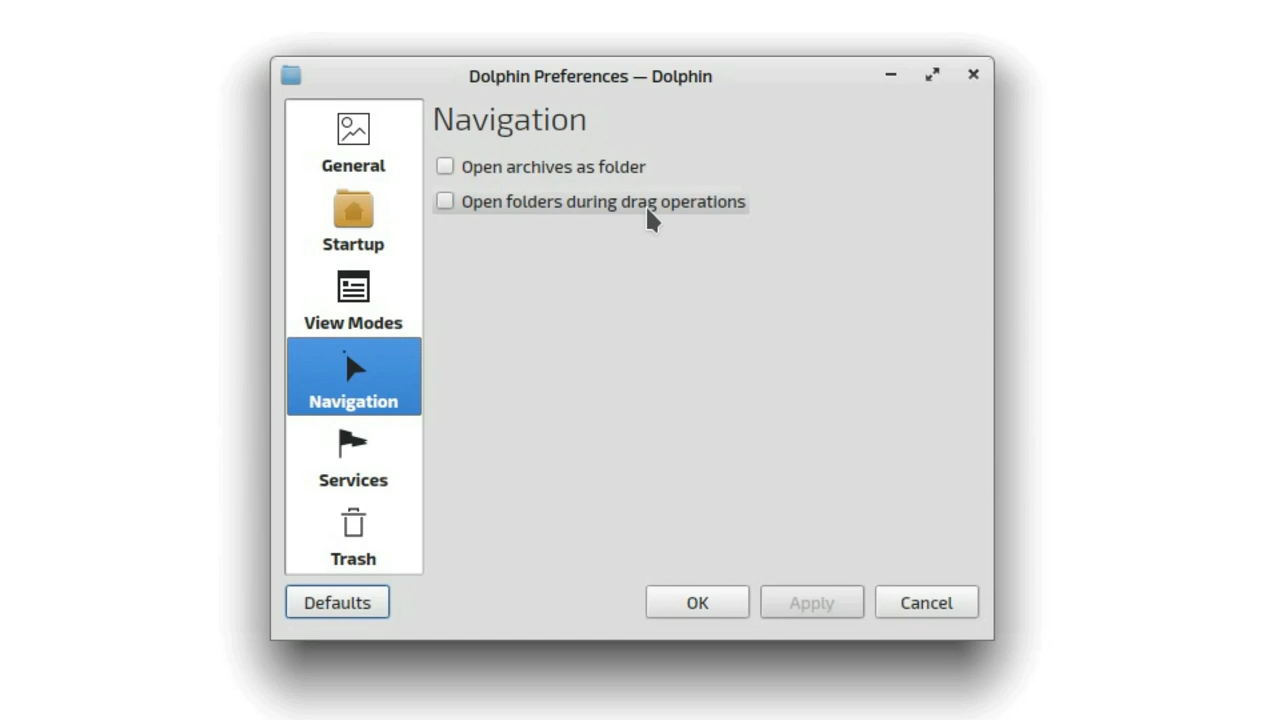 Dolphin Preferences — Dolphin
General
Startup
View Modes
Navigation
Services
Trash
Navigation
Open archives as folder
Open folders during drag operations
Defaults
OK
Apply
Cancel